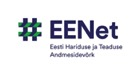 EENet
Eesti Hariduse ja Teaduse
Andmesidevõrk